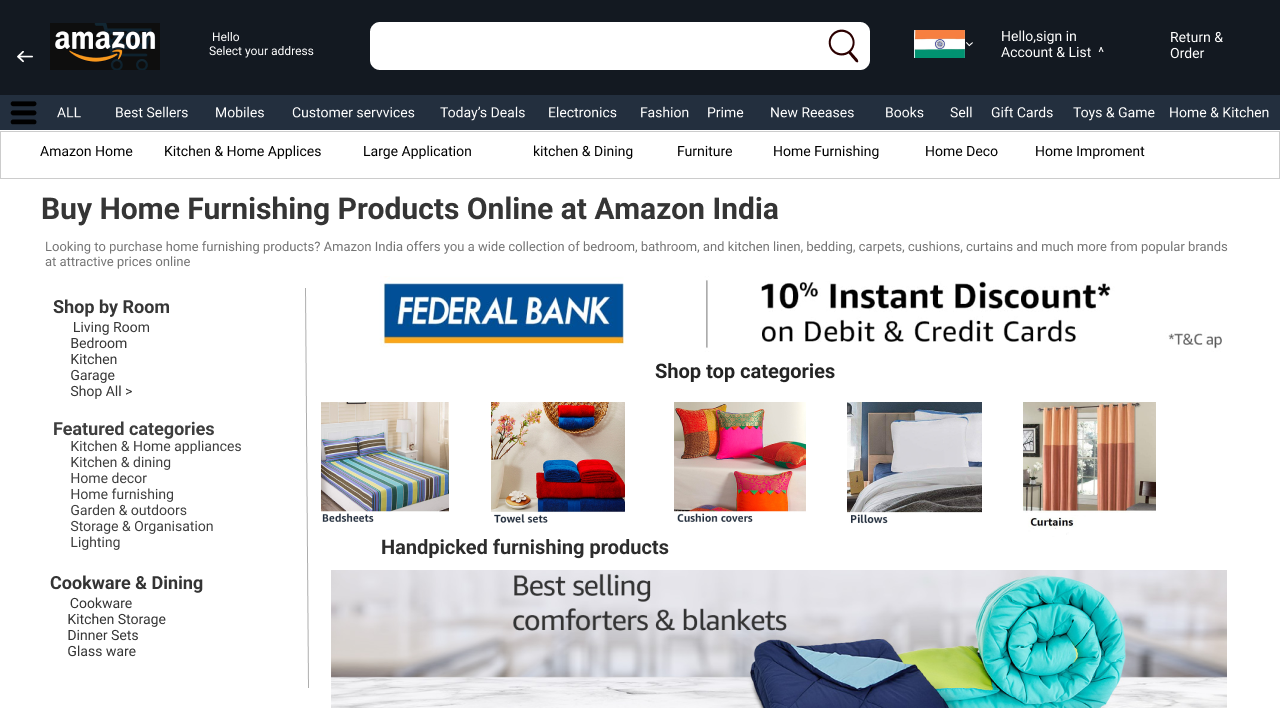 amazon
Hello
Select your address
Hello,sign in
Account & List ^
Return &
Order
ALL Best Sellers Mobiles Customer servvices Today's Deals Electronics Fashion Prime New Reeases Books Sell Gift Cards Toys & Game Home & Kitchen
Amazon Home Kitchen & Home Applices Large Application kitchen & Dining Furniture Home Furnishing Home Deco Home Improment
Buy Home Furnishing Products Online at Amazon India
Looking to purchase home furnishing products? Amazon India offers you a wide collection of bedroom, bathroom, and kitchen linen, bedding, carpets, cushions, curtains and much more from popular brands
at attractive prices online
Shop by Room
Living Room
Bedroom
Kitchen
Garage
Shop All >
Featured categories
Kitchen & Home appliances
Kitchen & dining
Home decor
Home furnishing
Garden & outdoors
Storage & Organisation
Lighting
Cookware & Dining
Cookware
Kitchen Storage
Dinner Sets
Glass ware
FEDERAL BANK
10% Instant Discount*
on Debit & Credit Cards
*T&C ap
Shop top categories
Bedsheets
Towel sets
Cushion covers
Pillows
Curtains
Handpicked furnishing products
Best selling
comforters & blankets